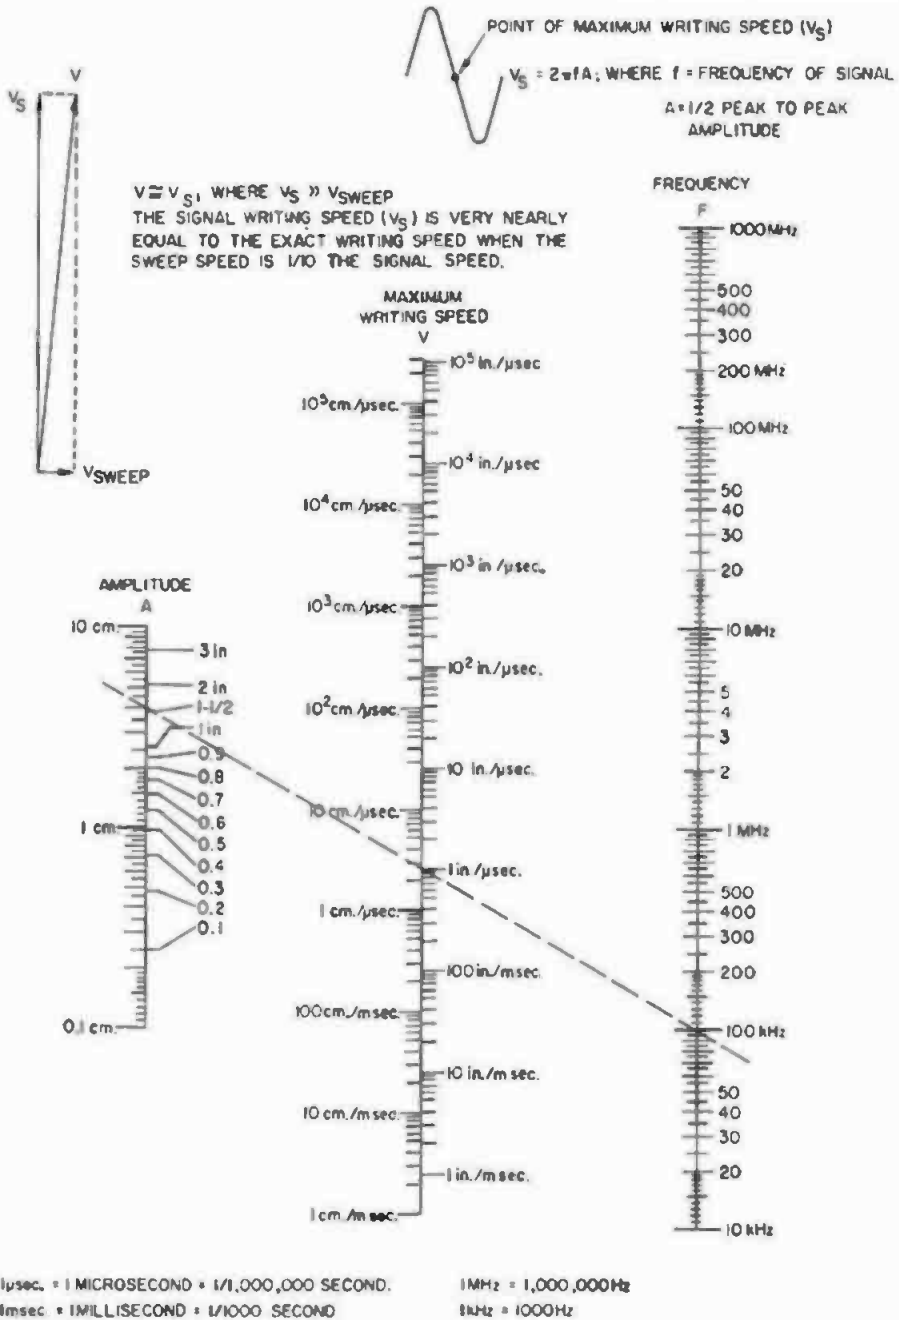 POINT OF MAXIMUM WRITING SPEED (VS)
VS = 2πfA; WHERE f = FREQUENCY OF SIGNAL
A = 1/2 PEAK TO PEAK
AMPLITUDE
VS
V
VSWEEP
V ≅ VS, WHERE VS » VSWEEP
THE SIGNAL WRITING SPEED (VS) IS VERY NEARLY
EQUAL TO THE EXACT WRITING SPEED WHEN THE
SWEEP SPEED IS 1/10 THE SIGNAL SPEED.
AMPLITUDE
A
10 cm.
1 cm.
0.1 cm.
3 in
2 in
1-1/2
1 in
0.9
0.8
0.7
0.6
0.5
0.4
0.3
0.2
0.1
MAXIMUM
WRITING SPEED
V
10⁵ cm./µsec.
10⁴ cm./µsec.
10³ cm./µsec.
10² cm./µsec.
10 cm./µsec.
1 cm./µsec.
100 cm./msec.
10 cm./msec.
1 cm./msec.
10⁵ in./µsec
10⁴ in./µsec
10³ in./µsec.
10² in./µsec.
10 in./µsec.
1 in./µsec.
100 in./msec.
10 in./msec.
1 in./msec.
FREQUENCY
F
1000 MHz
500
400
300
200 MHz
100 MHz
50
40
30
20
10 MHz
5
4
3
2
1 MHz
500
400
300
200
100 kHz
50
40
30
20
10 kHz
1µsec. = 1 MICROSECOND = 1/1,000,000 SECOND.
1msec = 1 MILLISECOND = 1/1000 SECOND
1MHz = 1,000,000Hz
1kHz = 1000Hz